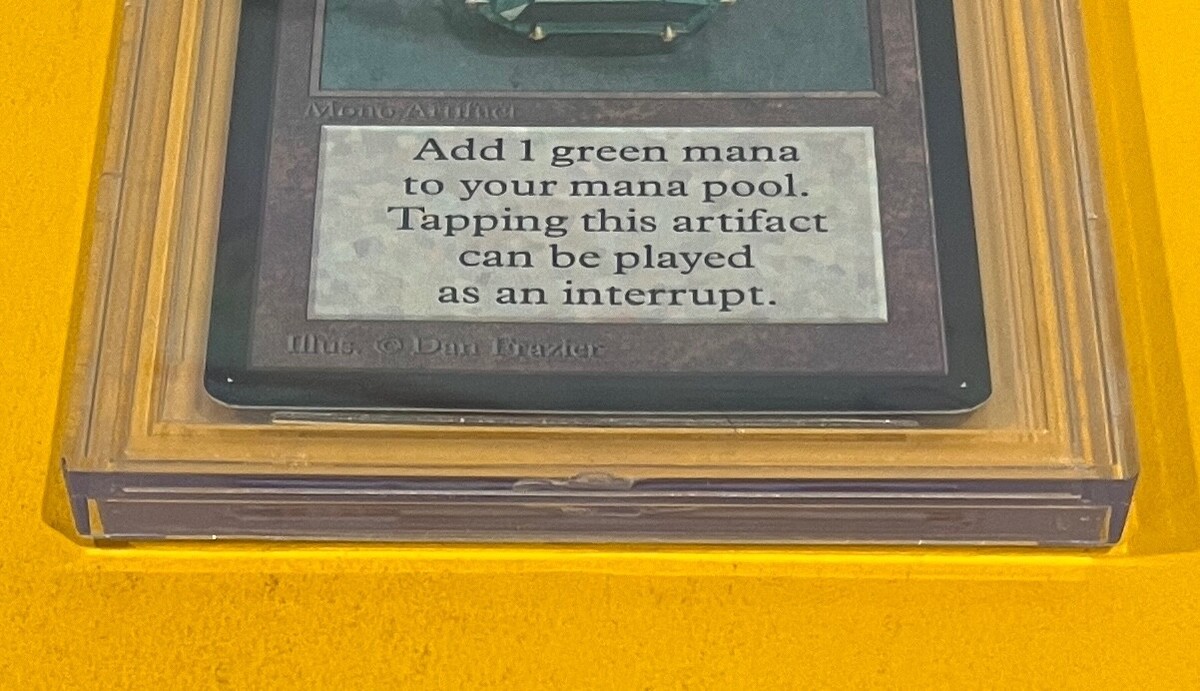 Mono Artifact
Add 1 green mana
to your mana pool.
Tapping this artifact
can be played
as an interrupt.
Illus. © Dan Frazier